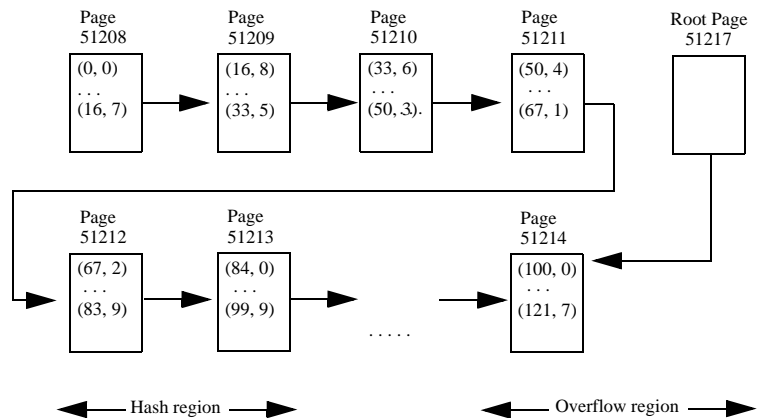 Page
51208
Page
51209
Page
51210
Page
51211
Root Page
51217
(0, 0)
. . .
(16, 7)
(16, 8)
. . .
(33, 5)
(33, 6)
. . .
(50, 3).
(50, 4)
. . .
(67, 1)
Page
51212
Page
51213
Page
51214
(67, 2)
. . .
(83, 9)
(84, 0)
. . .
(99, 9)
. . . . .
(100, 0)
. . .
(121, 7)
Hash region
Overflow region